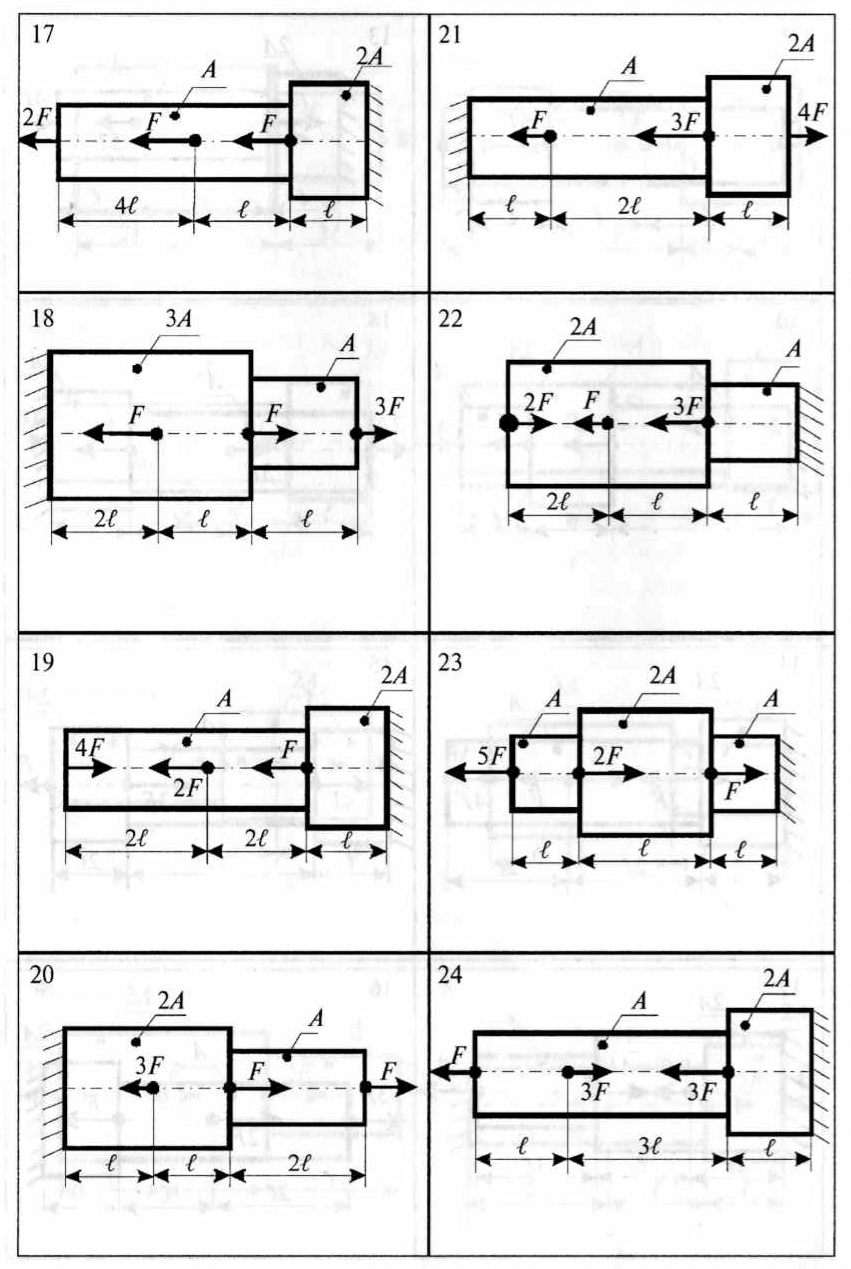 17
A
2A
2F
F
F
4ℓ
ℓ
ℓ
21
A
2A
F
3F
4F
ℓ
2ℓ
ℓ
18
3A
A
F
F
3F
2ℓ
ℓ
ℓ
22
2A
A
2F
F
3F
2ℓ
ℓ
ℓ
19
A
2A
4F
2F
F
2ℓ
2ℓ
ℓ
23
A
2A
A
5F
2F
F
ℓ
ℓ
ℓ
20
2A
A
3F
F
F
ℓ
ℓ
2ℓ
24
A
2A
F
3F
3F
ℓ
3ℓ
ℓ